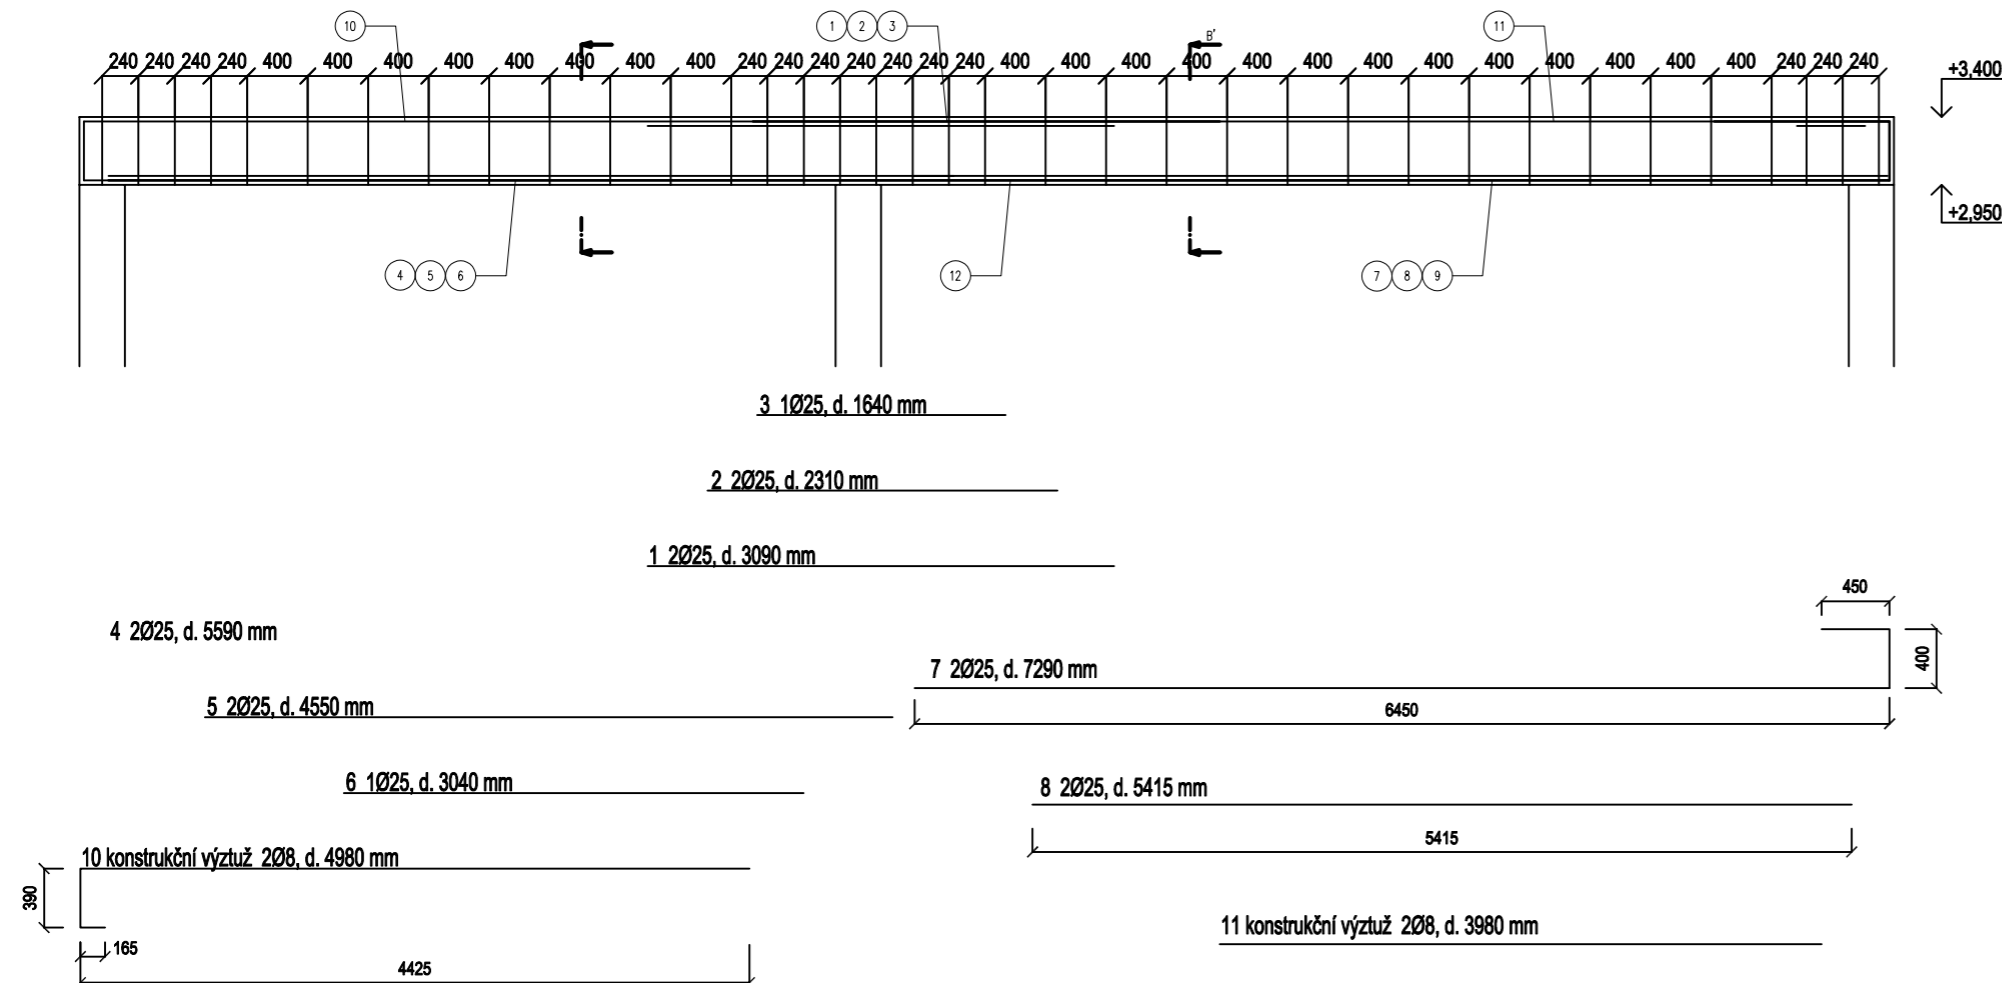 10 1 2 3 11
B'
240 240 240 240 400 400 400 400 400 400 400 400 240 240 240 240 240 240 240 400 400 400 400 400 400 400 400 400 400 400 400 400 240 240 240
+3,400
+2,950
4 5 6 12 7 8 9
3 1Ø25, d. 1640 mm
2 2Ø25, d. 2310 mm
1 2Ø25, d. 3090 mm
450
4 2Ø25, d. 5590 mm
400
7 2Ø25, d. 7290 mm
5 2Ø25, d. 4550 mm
6450
6 1Ø25, d. 3040 mm
8 2Ø25, d. 5415 mm
5415
10 konstrukční výztuž 2Ø8, d. 4980 mm
390
11 konstrukční výztuž 2Ø8, d. 3980 mm
165
4425